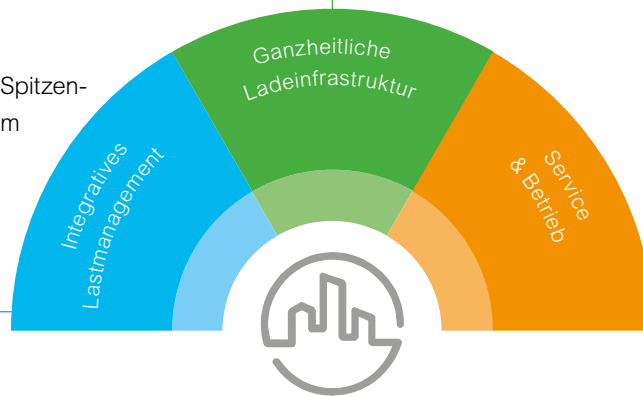 Spitzen-
m
Integratives
Lastmanagement
Ganzheitliche
Ladeinfrastruktur
Service
& Betrieb